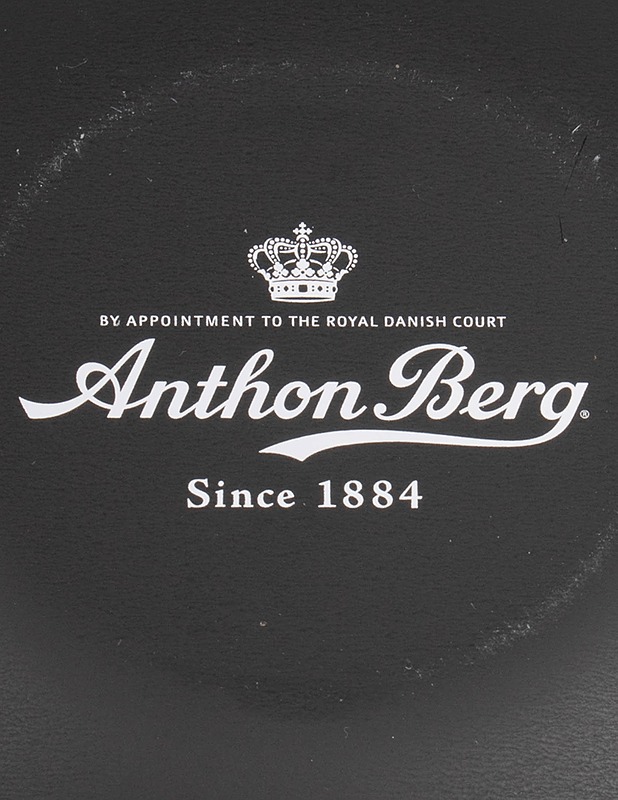 BY APPOINTMENT TO THE ROYAL DANISH COURT
Anthon Berg®
Since 1884